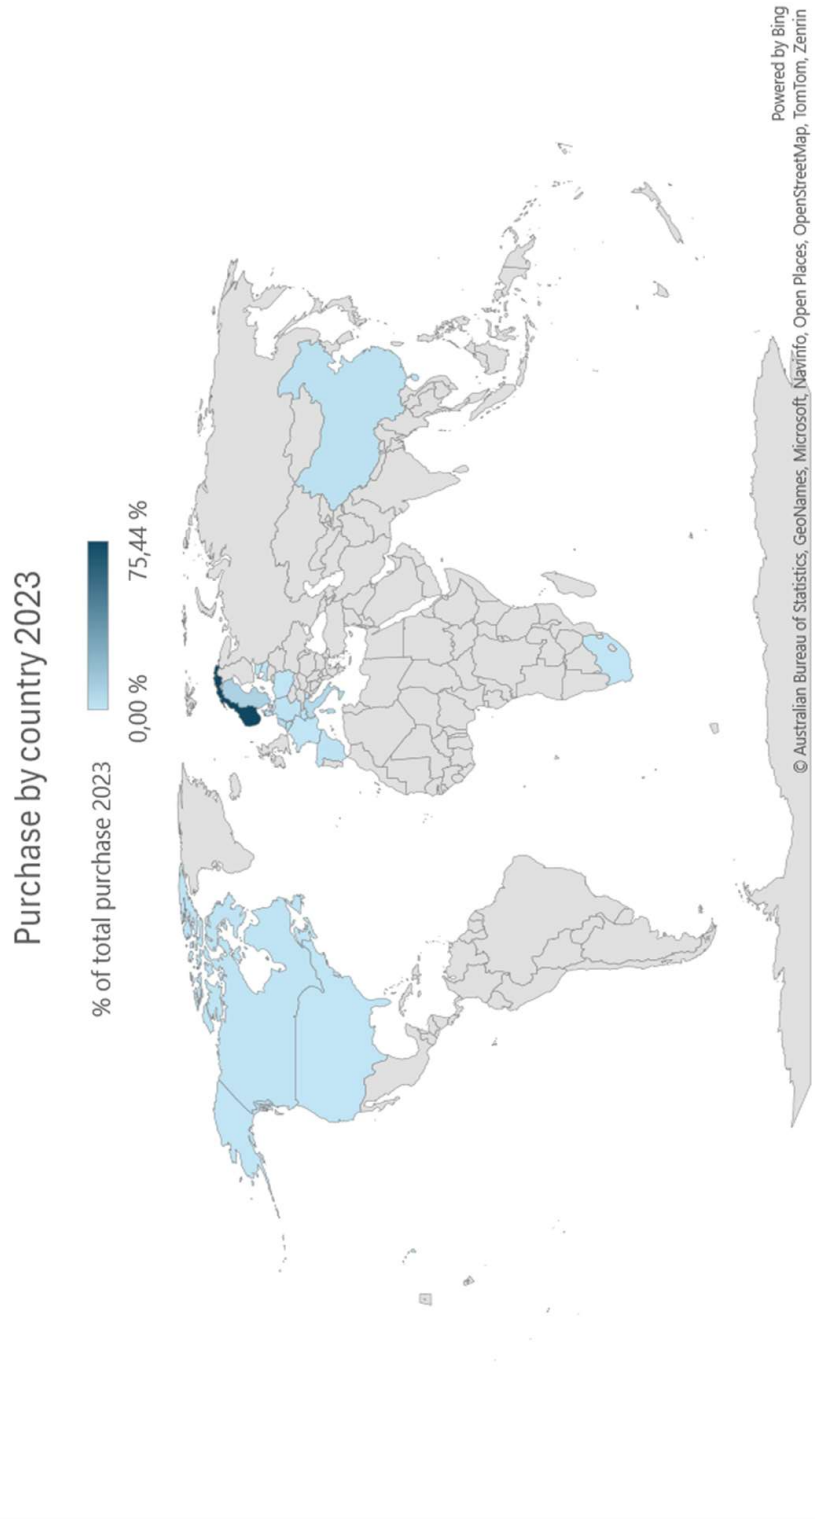 Purchase by country 2023
% of total purchase 2023
0,00 %
75,44 %
Powered by Bing
© Australian Bureau of Statistics, GeoNames, Microsoft, Navinfo, Open Places, OpenStreetMap, TomTom, Zenrin